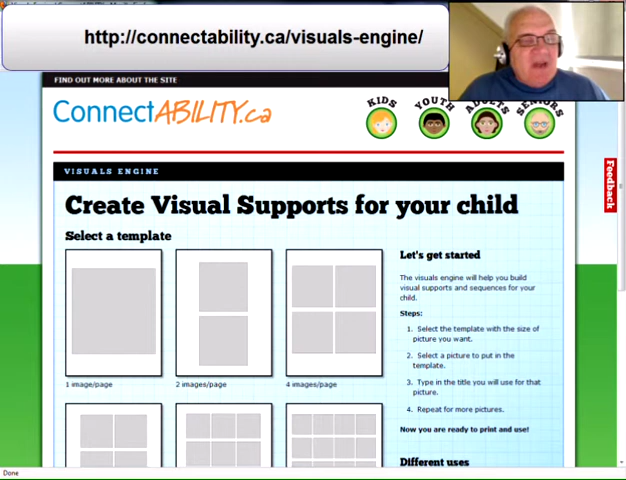 http://connectability.ca/visuals-engine/
FIND OUT MORE ABOUT THE SITE
ConnectABILITY.ca
KIDS
YOUTH
ADULTS
SENIORS
VISUALS ENGINE
Feedback
Create Visual Supports for your child
Select a template
1 image/page
2 images/page
4 images/page
Let's get started
The visuals engine will help you build
visual supports and sequences for your
child.
Steps:
1. Select the template with the size of
picture you want.
2. Select a picture to put in the
template.
3. Type in the title you will use for that
picture.
4. Repeat for more pictures.
Now you are ready to print and use!
Different uses
Done